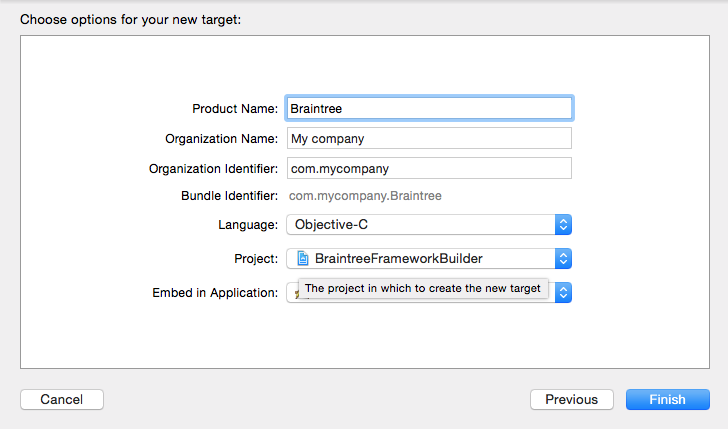 Choose options for your new target:
Product Name: Braintree
Organization Name: My company
Organization Identifier: com.mycompany
Bundle Identifier: com.mycompany.Braintree
Language: Objective-C
Project: BraintreeFrameworkBuilder
Embed in Application:
The project in which to create the new target
Cancel Previous Finish